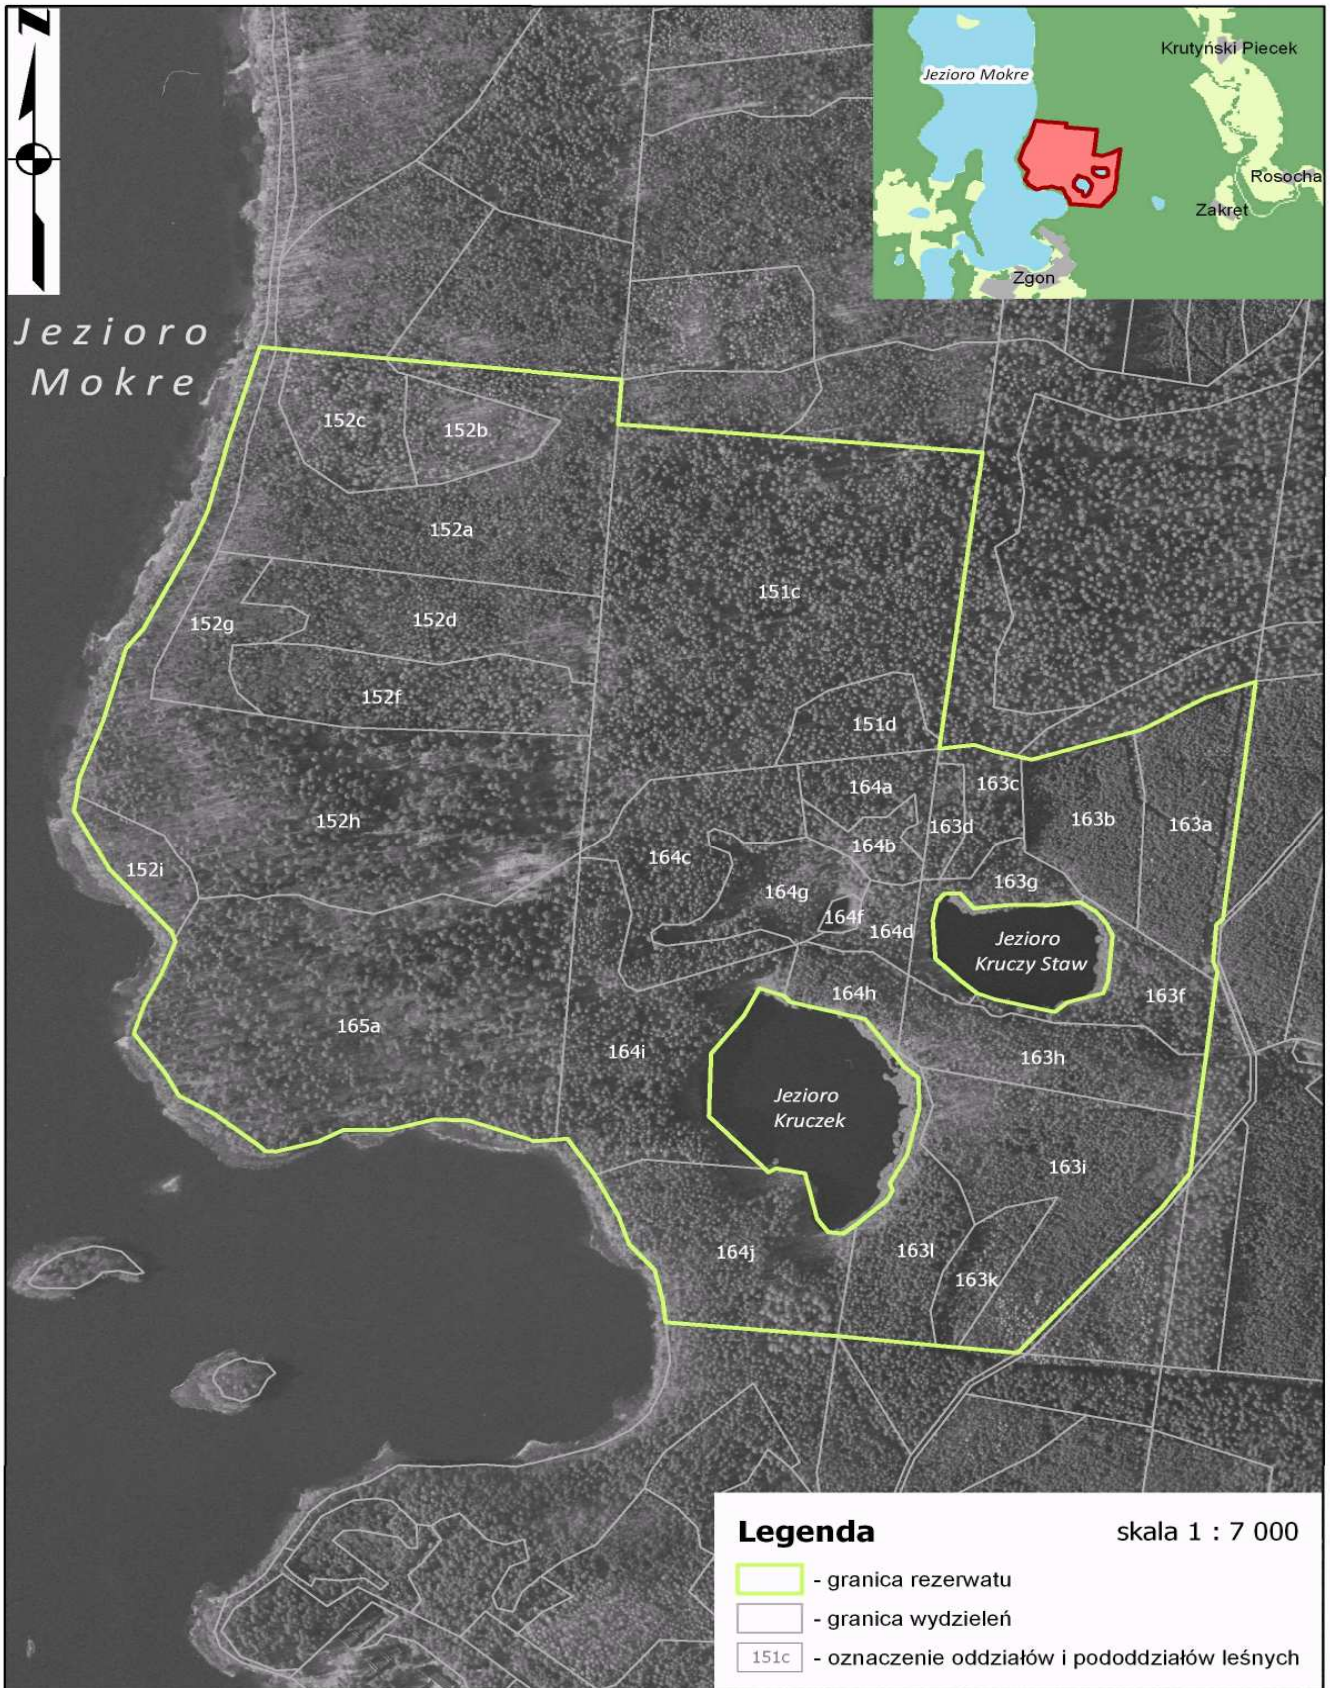 N
Krutyński Piecek
Jezioro Mokre
Rosocha
Zakręt
Zgon
Jezioro
Mokre
152c
152b
152a
151c
152g
152d
152f
151d
164a
163c
163d
163b
163a
152h
164b
164c
152i
164g
163g
164f
164d
Jezioro
Kruczy Staw
164h
163f
165a
164i
163h
Jezioro
Kruczek
163i
164j
163l
163k
Legenda
skala 1 : 7 000
- granica rezerwatu
- granica wydzieleń
151c - oznaczenie oddziałów i pododdziałów leśnych